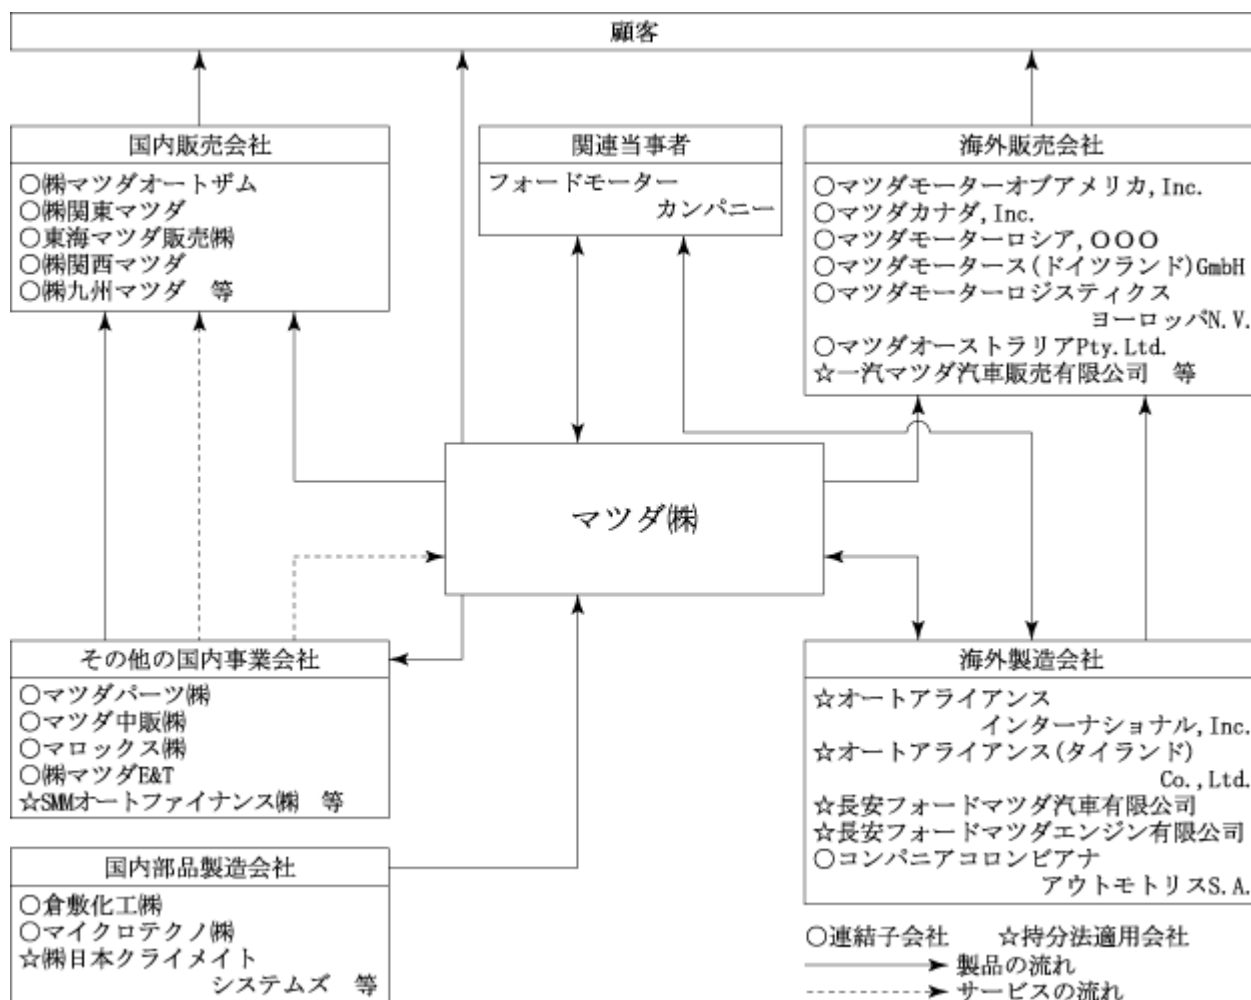 顧客
国内販売会社
○㈱マツダオートザム
○㈱関東マツダ
○東海マツダ販売㈱
○㈱関西マツダ
○㈱九州マツダ　等
関連当事者
フォードモーター
カンパニー
海外販売会社
○マツダモーターオブアメリカ,Inc.
○マツダカナダ,Inc.
○マツダモーターロシア,OOO
○マツダモータース(ドイツランド)GmbH
○マツダモーターロジスティクス
ヨーロッパN.V.
○マツダオーストラリアPty.Ltd.
☆一汽マツダ汽車販売有限公司　等
マツダ㈱
その他の国内事業会社
○マツダパーツ㈱
○マツダ中販㈱
○マロックス㈱
○㈱マツダE&T
☆SMMオートファイナンス㈱　等
国内部品製造会社
○倉敷化工㈱
○マイクロテクノ㈱
☆㈱日本クライメイト
システムズ　等
海外製造会社
☆オートアライアンス
インターナショナル,Inc.
☆オートアライアンス(タイランド)
Co.,Ltd.
☆長安フォードマツダ汽車有限公司
☆長安フォードマツダエンジン有限公司
○コンパニアコロンビアナ
アウトモトリスS.A.
○連結子会社　　☆持分法適用会社
製品の流れ
サービスの流れ